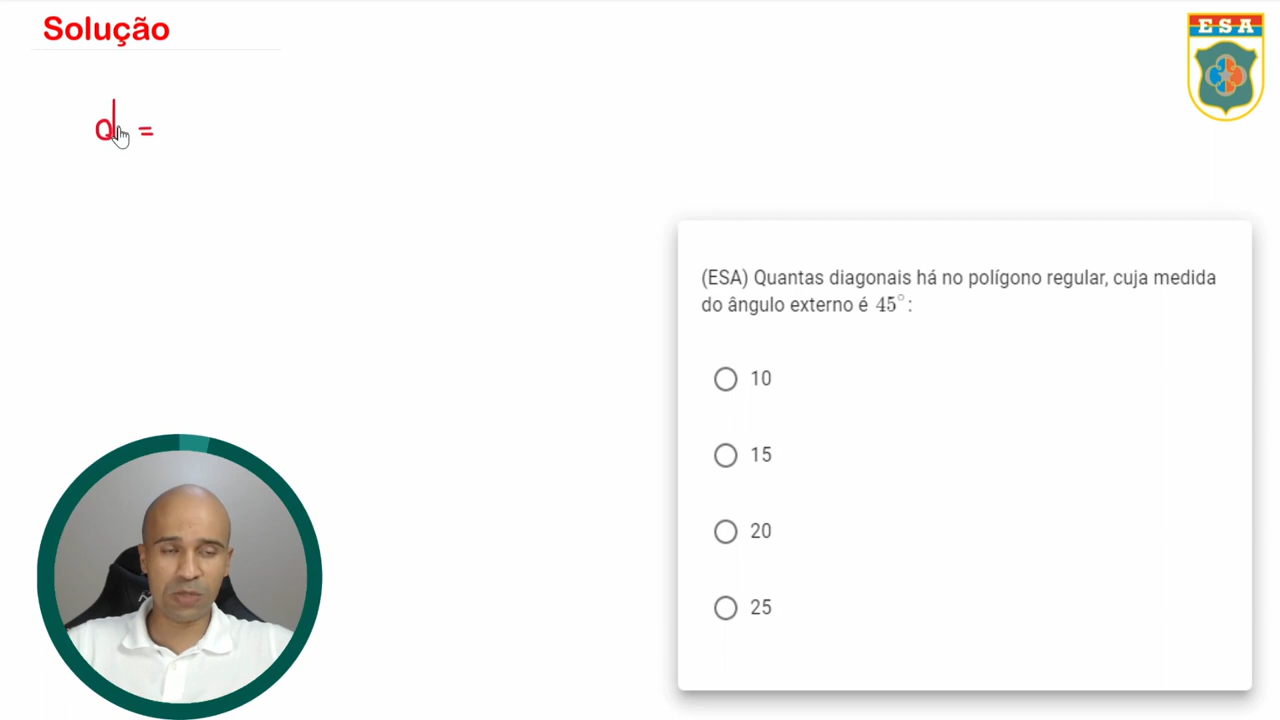 Solução
ESA
d =
(ESA) Quantas diagonais há no polígono regular, cuja medida
do ângulo externo é 45°:
10
15
20
25